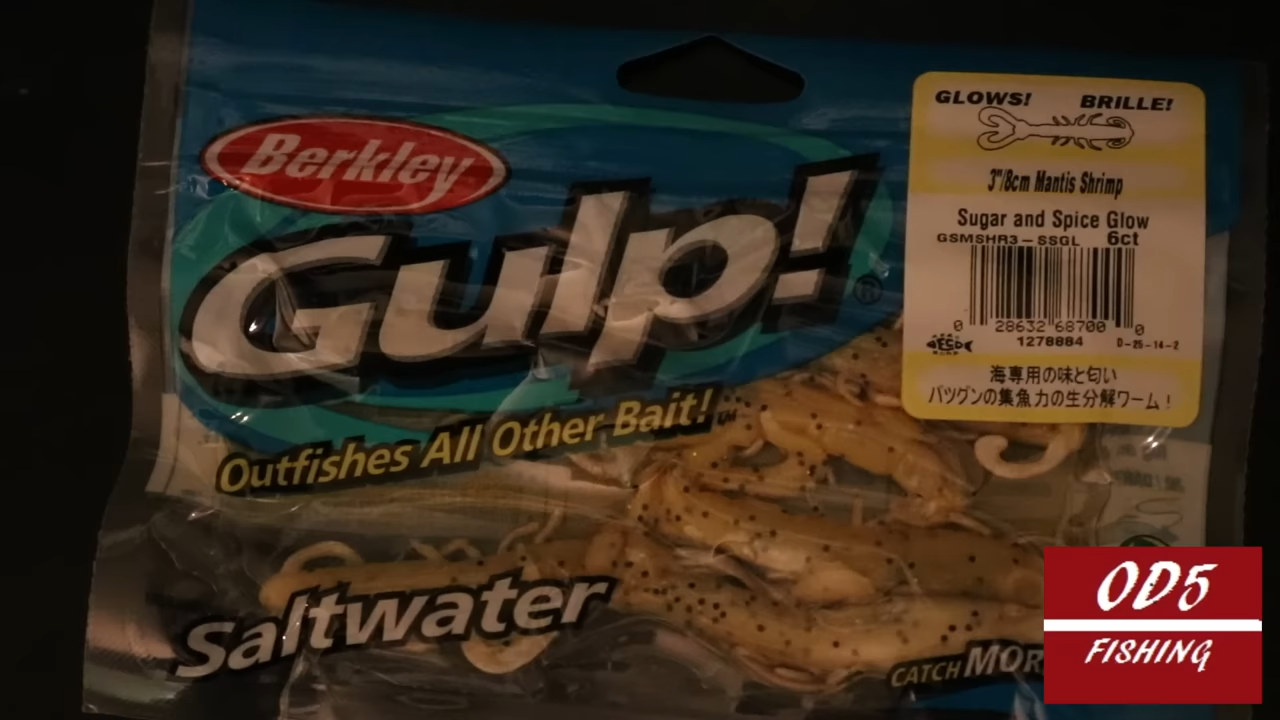 Berkley
Gulp!®
Outfishes All Other Bait!™
Saltwater
CATCH MOR
GLOWS! BRILLE!
3"/8cm Mantis Shrimp
Sugar and Spice Glow
GSMSHR3-SSGL 6ct
0 28632 68700 0
1278884 D-25-14-2
海専用の味と匂い
バツグンの集魚力の生分解ワーム!
OD5
FISHING